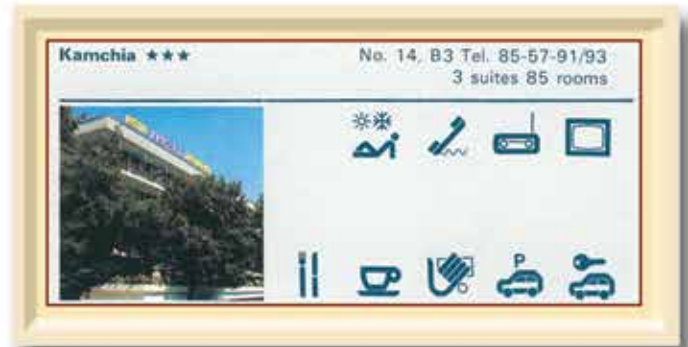 Kamchia ★★★
No. 14, B3 Tel. 85-57-91/93
3 suites 85 rooms
P